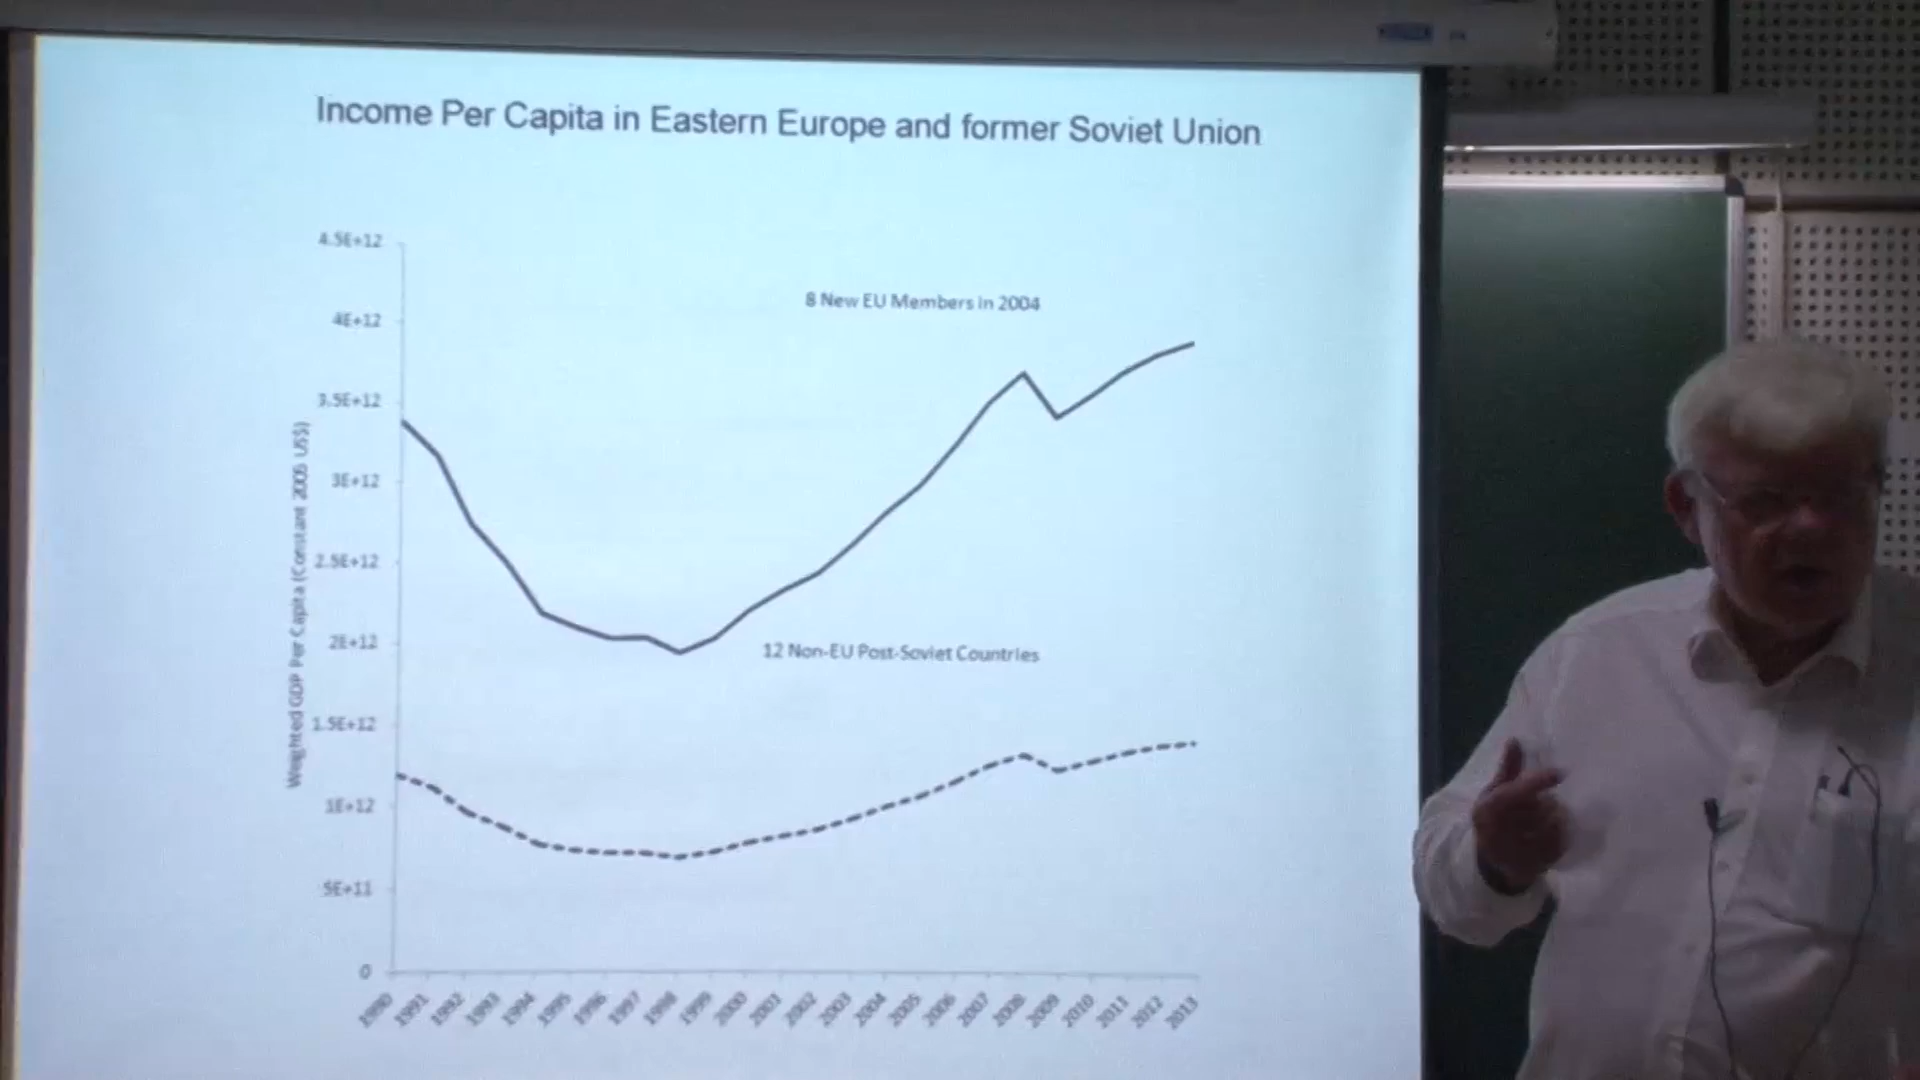 Income Per Capita in Eastern Europe and former Soviet Union
4.5E+12
4E+12
3.5E+12
3E+12
2.5E+12
2E+12
1.5E+12
1E+12
5E+11
0
Weighted GDP Per Capita (Constant 2005 US$)
8 New EU Members in 2004
12 Non-EU Post-Soviet Countries
1990 1991 1992 1993 1994 1995 1996 1997 1998 1999 2000 2001 2002 2003 2004 2005 2006 2007 2008 2009 2010 2011 2012 2013